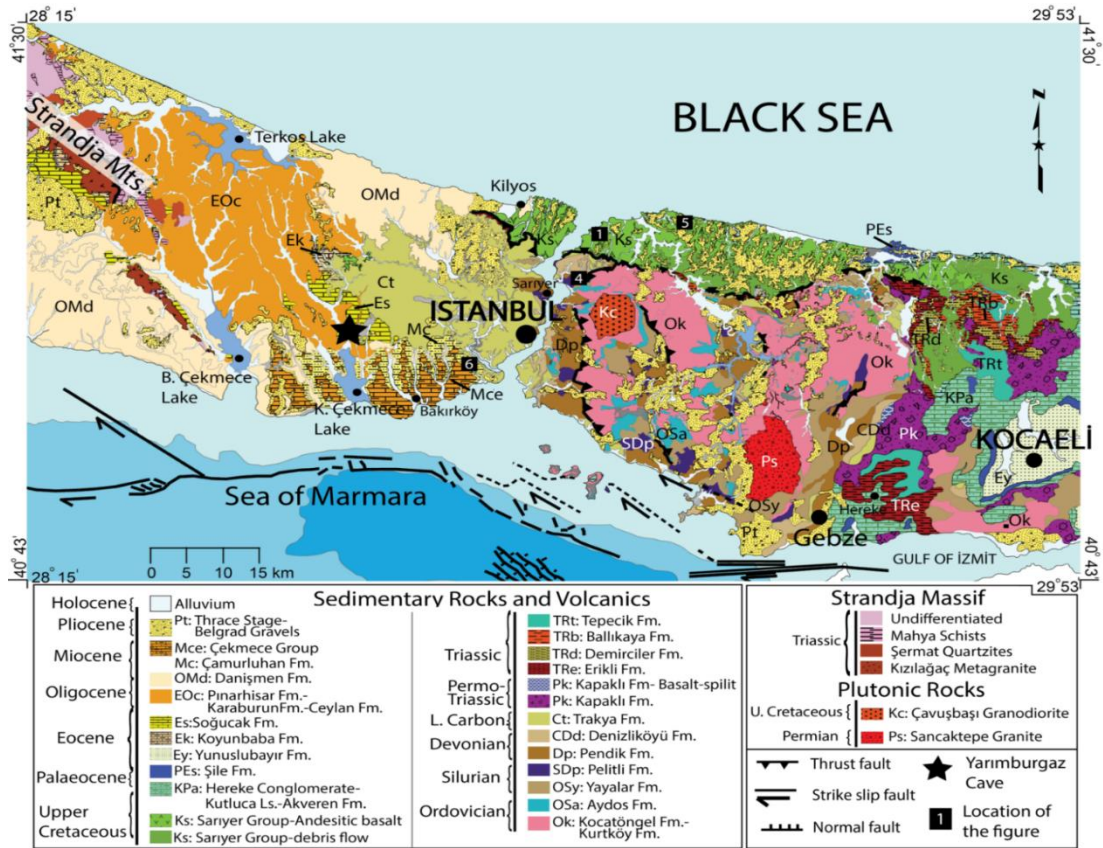 28° 15'
29° 53'
41° 30'
41° 30'
BLACK SEA
N
Strandja Mts.
Terkos Lake
Kilyos
OMd
EOc
Pt
Ks
1
Ks
5
PEs
Ks
Ek
Ct
Sarıyer
4
TRb
Es
ISTANBUL
Kc
Ok
TRd
OMd
Mc
Dp
Ok
TRt
6
B. Çekmece
Lake
K. Çekmece
Lake
Bakırköy
Mce
KPa
OSa
CDd
Pk
KOCAELİ
SDp
Dp
Ps
Ey
Sea of Marmara
OSy
Hereke
TRe
Pt
Gebze
Ok
GULF OF İZMİT
0 5 10 15 km
40° 43'
40° 43'
28° 15'
29° 53'
Sedimentary Rocks and Volcanics
Holocene
Pliocene
Miocene
Oligocene
Eocene
Palaeocene
Upper
Cretaceous
Alluvium
Pt: Thrace Stage-
Belgrad Gravels
Mce: Çekmece Group
Mc: Çamurluhan Fm.
OMd: Danişmen Fm.
EOc: Pınarhisar Fm.-
KaraburunFm.-Ceylan Fm.
Es:Soğucak Fm.
Ek: Koyunbaba Fm.
Ey: Yunuslubayır Fm.
PEs: Şile Fm.
KPa: Hereke Conglomerate-
Kutluca Ls.-Akveren Fm.
Ks: Sarıyer Group-Andesitic basalt
Ks: Sarıyer Group-debris flow
Triassic
Permo-
Triassic
L. Carbon
Devonian
Silurian
Ordovician
TRt: Tepecik Fm.
TRb: Ballıkaya Fm.
TRd: Demirciler Fm.
TRe: Erikli Fm.
Pk: Kapaklı Fm- Basalt-spilit
Pk: Kapaklı Fm.
Ct: Trakya Fm.
CDd: Denizliköyü Fm.
Dp: Pendik Fm.
SDp: Pelitli Fm.
OSy: Yayalar Fm.
OSa: Aydos Fm.
Ok: Kocatöngel Fm.-
Kurtköy Fm.
Strandja Massif
Triassic
Undifferentiated
Mahya Schists
Şermat Quartzites
Kızılağaç Metagranite
Plutonic Rocks
U. Cretaceous
Kc: Çavuşbaşı Granodiorite
Permian
Ps: Sancaktepe Granite
Thrust fault
Strike slip fault
Normal fault
Yarımburgaz
Cave
1
Location of
the figure